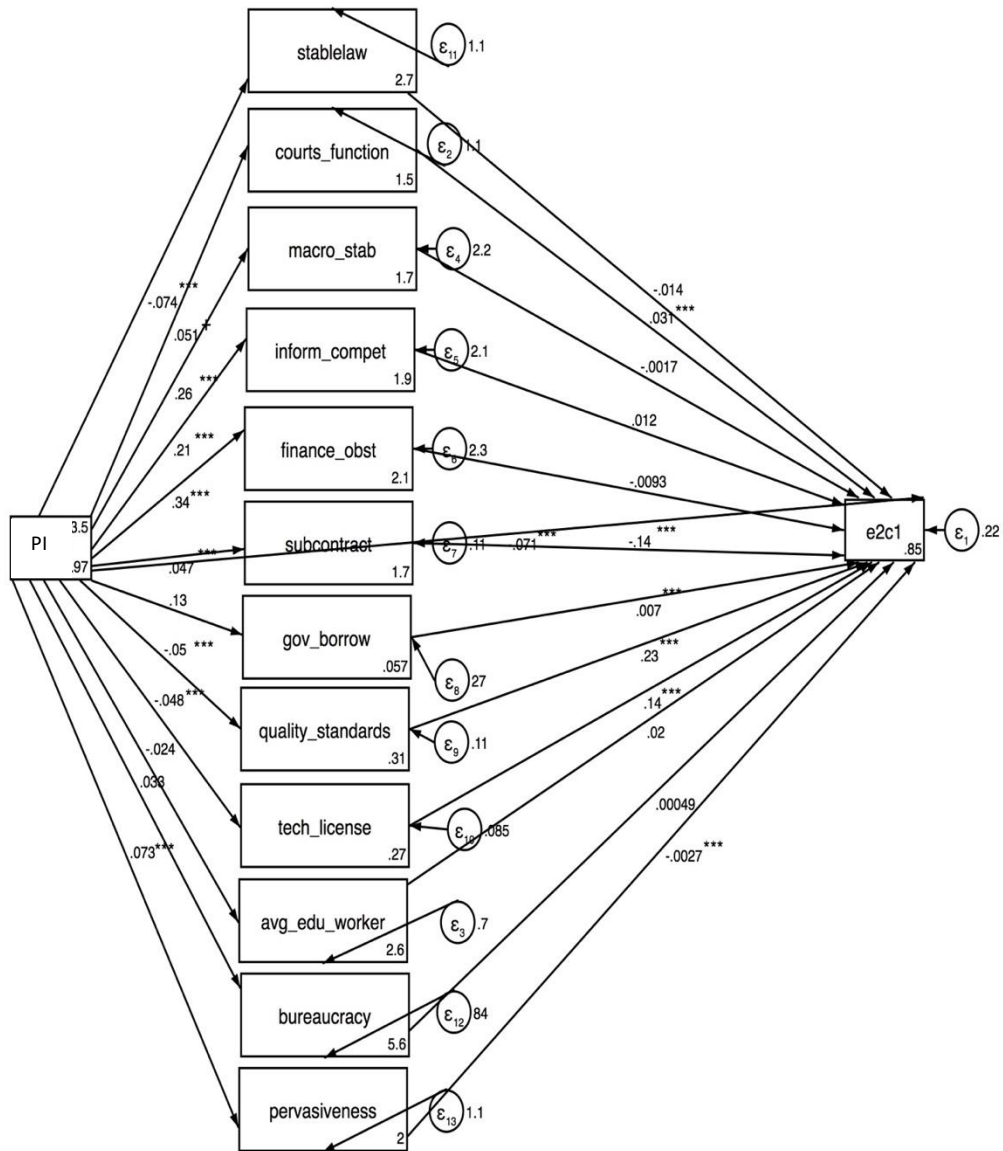 stablelaw
2.7
ε11 1.1
courts_function
1.5
ε2 1.1
macro_stab
1.7
ε4 2.2
inform_compet
1.9
ε5 2.1
finance_obst
2.1
ε6 2.3
subcontract
1.7
ε7 .11
gov_borrow
.057
ε8 27
quality_standards
.31
ε9 .11
tech_license
.27
ε10 .085
avg_edu_worker
2.6
ε3 .7
bureaucracy
5.6
ε12 84
pervasiveness
2
ε13 1.1
PI
3.5
.97
-.074***
.051+
.26***
.21***
.34***
.047***
.13
-.05***
-.048***
-.024
.033
.073***
-.014
.031***
-.0017
.012
-.0093
.071***
-.14***
.007***
.23***
.14***
.02
.00049
-.0027***
e2c1
.85
ε1 .22